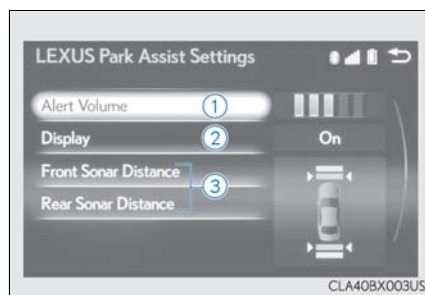 LEXUS Park Assist Settings
Alert Volume 1
Display 2 On
Front Sonar Distance
3
Rear Sonar Distance
CLA40BX003US